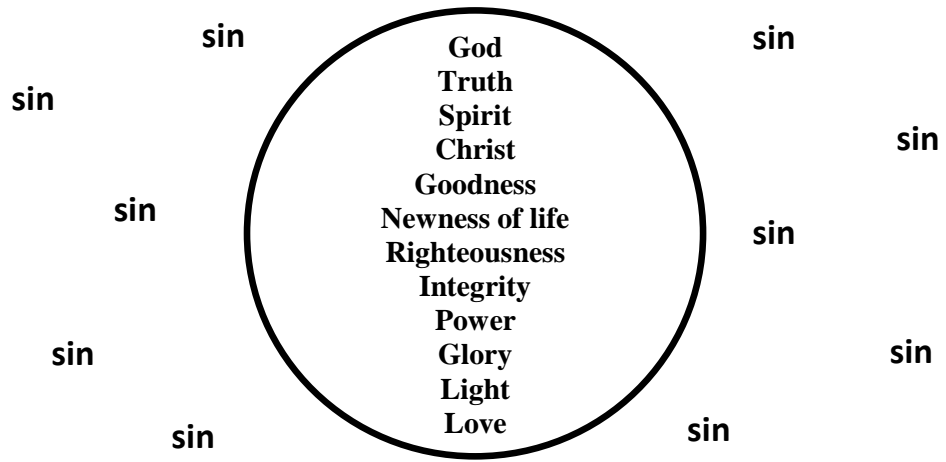 sin
sin
God
Truth
Spirit
Christ
Goodness
Newness of life
Righteousness
Integrity
Power
Glory
Light
Love
sin
sin
sin
sin
sin
sin
sin
sin